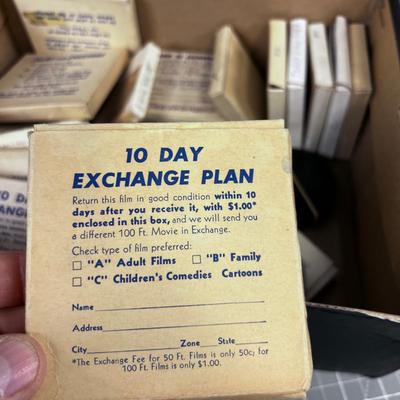 10 DAY
EXCHANGE PLAN
Return this film in good condition within 10
days after you receive it, with $1.00*
enclosed in this box, and we will send you
a different 100 Ft. Movie in Exchange.
Check type of film preferred:
☐ "A" Adult Films ☐ "B" Family
☐ "C" Children's Comedies Cartoons
Name
Address
City Zone State
*The Exchange Fee for 50 Ft. Films is only 50c; for
100 Ft. Films is only $1.00.